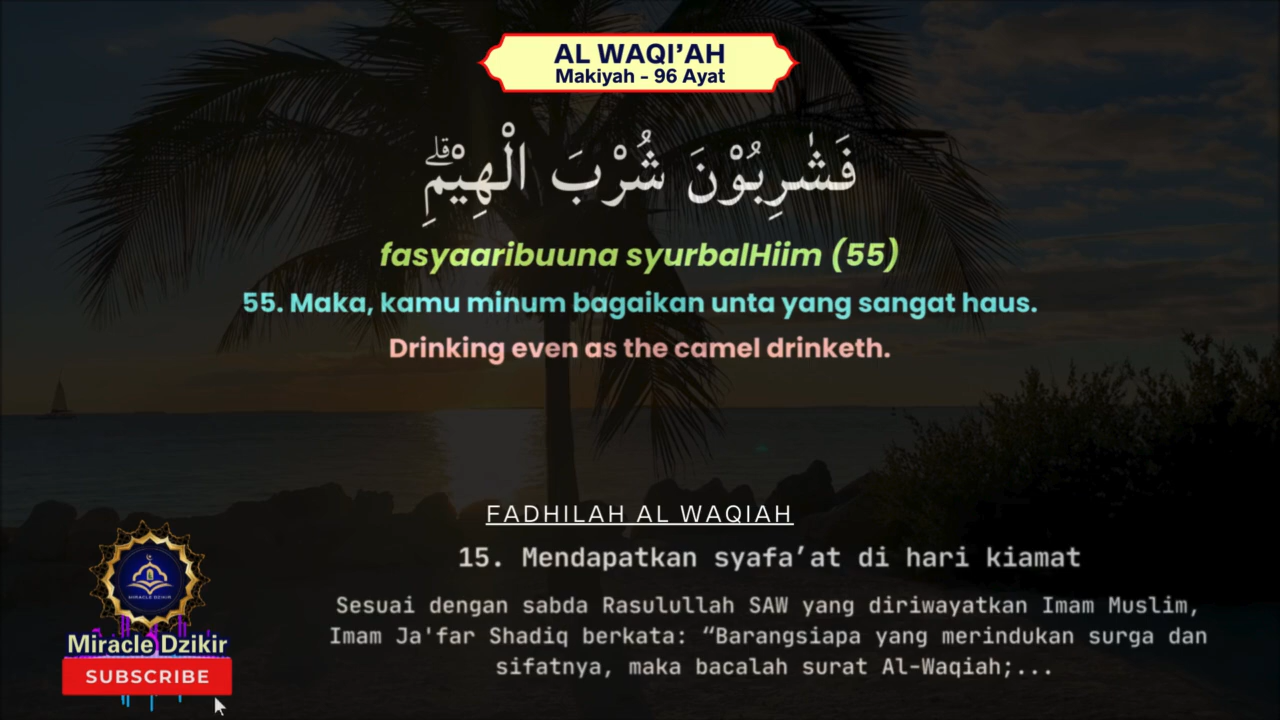 AL WAQI’AH
Makiyah - 96 Ayat
فَشٰرِبُوْنَ شُرْبَ الْهِيْمِۗ
fasyaaribuuna syurbalHiim (55)
55. Maka, kamu minum bagaikan unta yang sangat haus.
Drinking even as the camel drinketh.
FADHILAH AL WAQIAH
15. Mendapatkan syafa’at di hari kiamat
Sesuai dengan sabda Rasulullah SAW yang diriwayatkan Imam Muslim,
Imam Ja'far Shadiq berkata: “Barangsiapa yang merindukan surga dan
sifatnya, maka bacalah surat Al-Waqiah;...
MIRACLE DZIKIR
Miracle Dzikir
SUBSCRIBE